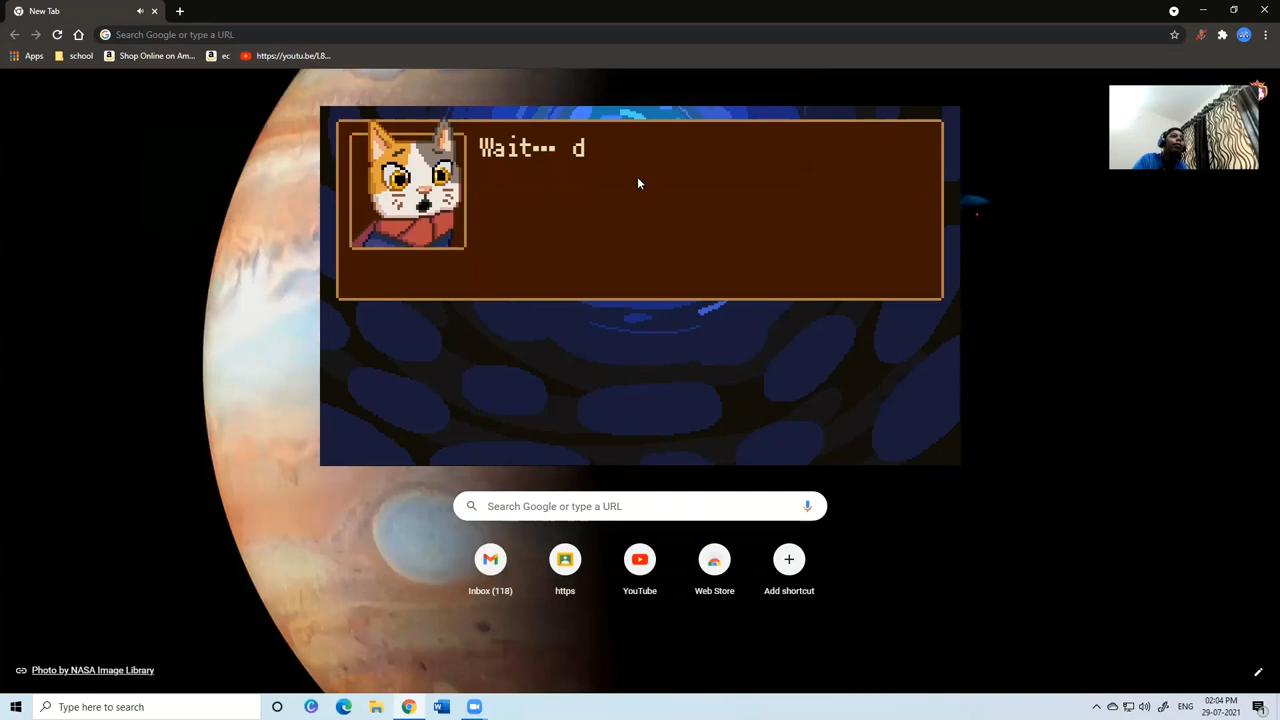 New Tab
Search Google or type a URL
Apps
school
Shop Online on Am...
ec
https://youtu.be/L8...
Wait••• d
Search Google or type a URL
Inbox (118)
https
YouTube
Web Store
Add shortcut
Photo by NASA Image Library
Type here to search
ENG
02:04 PM
29-07-2021